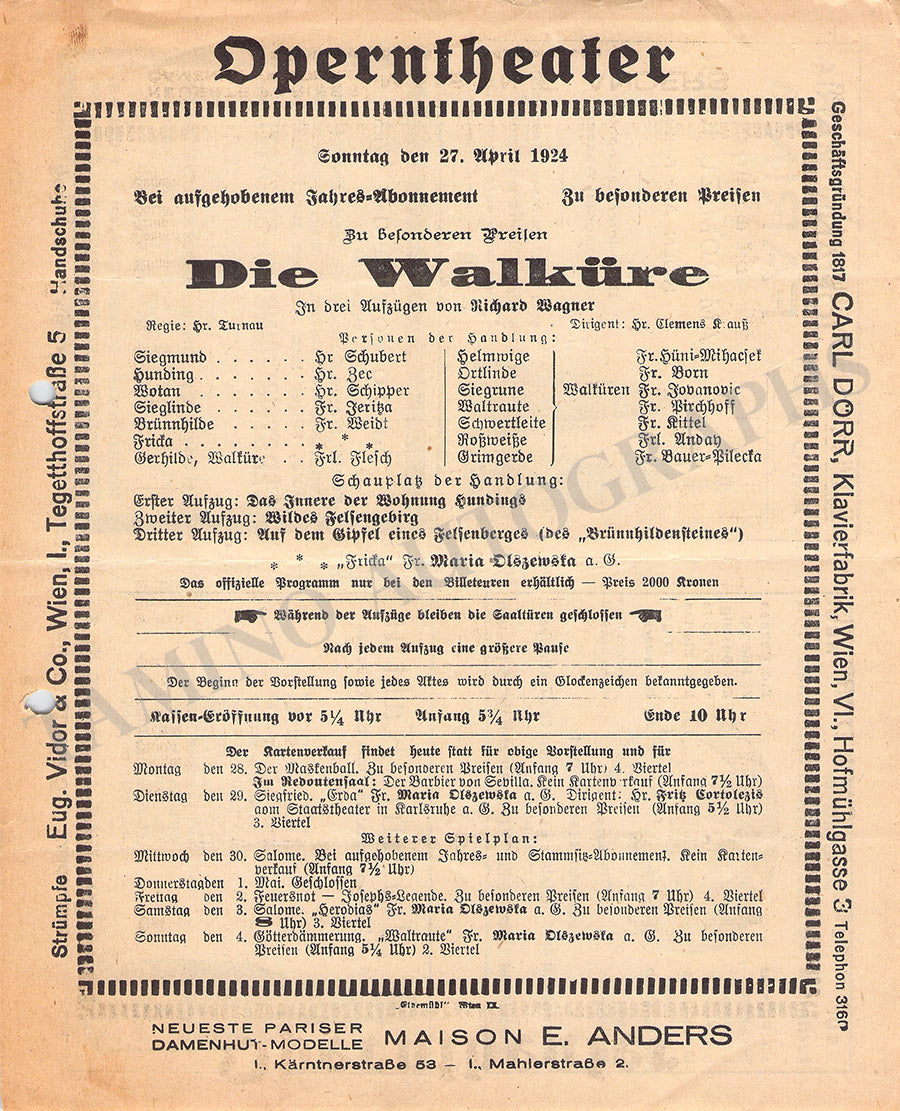 Operntheater
Sonntag den 27. April 1924
Bei aufgehobenem Jahres-Abonnement Zu besonderen Preisen
Zu besonderen Preisen
Die Walküre
In drei Aufzügen von Richard Wagner
Regie: Hr. Turnau Dirigent: Hr. Clemens Krauß
Personen der Handlung:
Siegmund . . . . . . Hr Schubert
Hunding . . . . . . . Hr. Zec
Wotan . . . . . . . Hr. Schipper
Sieglinde . . . . . . Fr. Jeritza
Brünnhilde . . . . . Fr. Weidt
Fricka . . . . . . . * * *
Gerhilde, Walküre . . Frl. Flesch
Helmwige Fr. Hüni-Mihacsek
Ortlinde Fr. Born
Siegrune Walküren Fr. Jovanovic
Waltraute Fr. Pirchhoff
Schwertleite Fr. Kittel
Roßweiße Frl. Anday
Grimgerde Fr. Bauer-Pilecka
Schauplatz der Handlung:
Erster Aufzug: Das Innere der Wohnung Hundings
Zweiter Aufzug: Wildes Felsengebirg
Dritter Aufzug: Auf dem Gipfel eines Felsenberges (des „Brünnhildensteines")
* * * „Fricka" Fr. Maria Olszewska a. G.
Das offizielle Programm nur bei den Billeteuren erhältlich — Preis 2000 Kronen
Während der Aufzüge bleiben die Saaltüren geschlossen
Nach jedem Aufzug eine größere Pause
Der Beginn der Vorstellung sowie jedes Aktes wird durch ein Glockenzeichen bekanntgegeben.
Kassen-Eröffnung vor 5¼ Uhr Anfang 5¾ Uhr Ende 10 Uhr
Der Kartenverkauf findet heute statt für obige Vorstellung und für
Montag den 28. Der Maskenball. Zu besonderen Preisen (Anfang 7 Uhr) 4. Viertel
Im Redoutensaal: Der Barbier von Sevilla. Kein Kartenverkauf (Anfang 7½ Uhr)
Dienstag den 29. Siegfried. „Erda" Fr. Maria Olszewska a. G. Dirigent: Hr. Fritz Cortolezis
vom Staatstheater in Karlsruhe a. G. Zu besonderen Preisen (Anfang 5½ Uhr)
3. Viertel
Weiterer Spielplan:
Mittwoch den 30. Salome. Bei aufgehobenem Jahres- und Stammsitz-Abonnement. Kein Karten-
verkauf (Anfang 7½ Uhr)
Donnerstag den 1. Mai. Geschlossen
Freitag den 2. Feuersnot — Josephs-Legende. Zu besonderen Preisen (Anfang 7 Uhr) 4. Viertel
Samstag den 3. Salome. „Herodias" Fr. Maria Olszewska a. G. Zu besonderen Preisen (Anfang
8 Uhr) 3. Viertel
Sonntag den 4. Götterdämmerung. „Waltraute" Fr. Maria Olszewska a. G. Zu besonderen
Preisen (Anfang 5¼ Uhr) 2. Viertel
„Elbemühl" Wien IX.
NEUESTE PARISER
DAMENHUT-MODELLE MAISON E. ANDERS
I., Kärntnerstraße 53 — I., Mahlerstraße 2.
Strümpfe Eug. Vidor & Co., Wien, I., Tegetthoffstraße 5 Handschuhe
Geschäftsgründung 1817 CARL DÖRR, Klavierfabrik, Wien, VI., Hofmühlgasse 3 Telephon 316
TAMINO AUTOGRAPHS